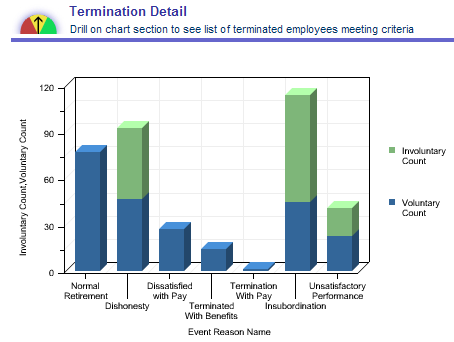 Termination Detail
Drill on chart section to see list of terminated employees meeting criteria
Involuntary Count,Voluntary Count
120
90
60
30
0
Normal
Retirement
Dishonesty
Dissatisfied
with Pay
Terminated
With Benefits
Termination
With Pay
Insubordination
Unsatisfactory
Performance
Event Reason Name
Involuntary
Count
Voluntary
Count